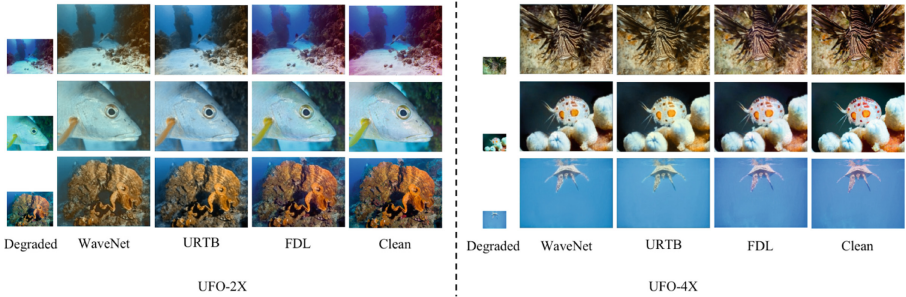 Degraded WaveNet URTB FDL Clean
UFO-2X
Degraded WaveNet URTB FDL Clean
UFO-4X